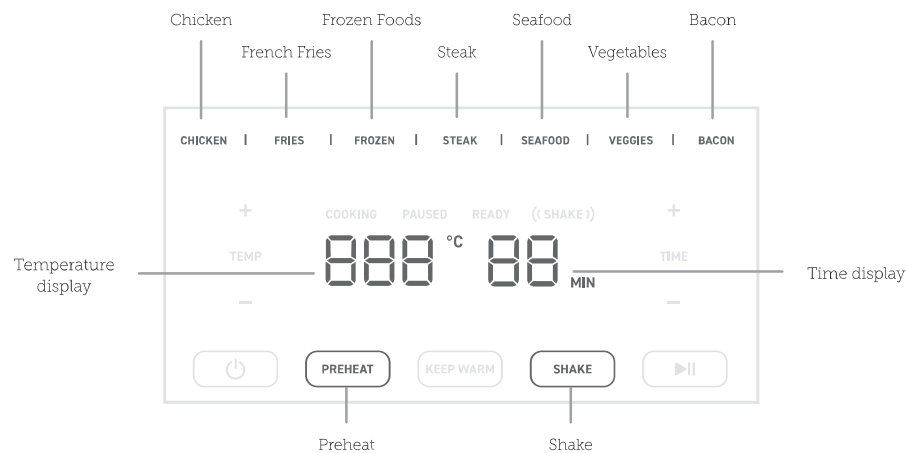 Chicken
Frozen Foods
Seafood
Bacon
French Fries
Steak
Vegetables
CHICKEN | FRIES | FROZEN | STEAK | SEAFOOD | VEGGIES | BACON
+ +
COOKING PAUSED READY ((SHAKE))
TEMP 888 °C 88 MIN TIME
Temperature
display
Time display
- -
PREHEAT KEEP WARM SHAKE
Preheat
Shake